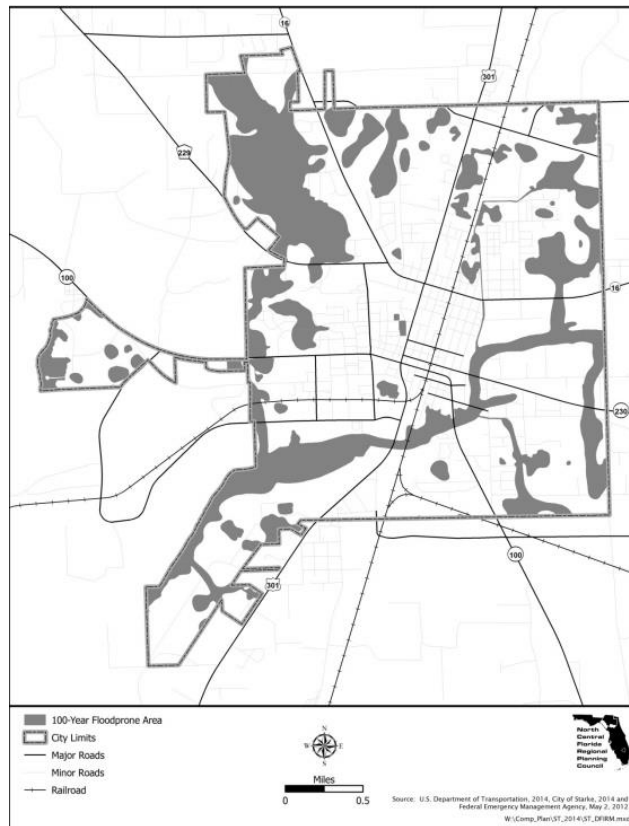 16
301
229
100
16
230
100
301
100-Year Floodprone Area
City Limits
Major Roads
Minor Roads
Railroad
N
W E
S
Miles
0 0.5
North
Central
Florida
Regional
Planning
Council
Source: U.S. Department of Transportation, 2014, City of Starke, 2014 and
Federal Emergency Management Agency, May 2, 2012
W:\Comp_Plan\ST_2014\ST_DFIRM.mxd